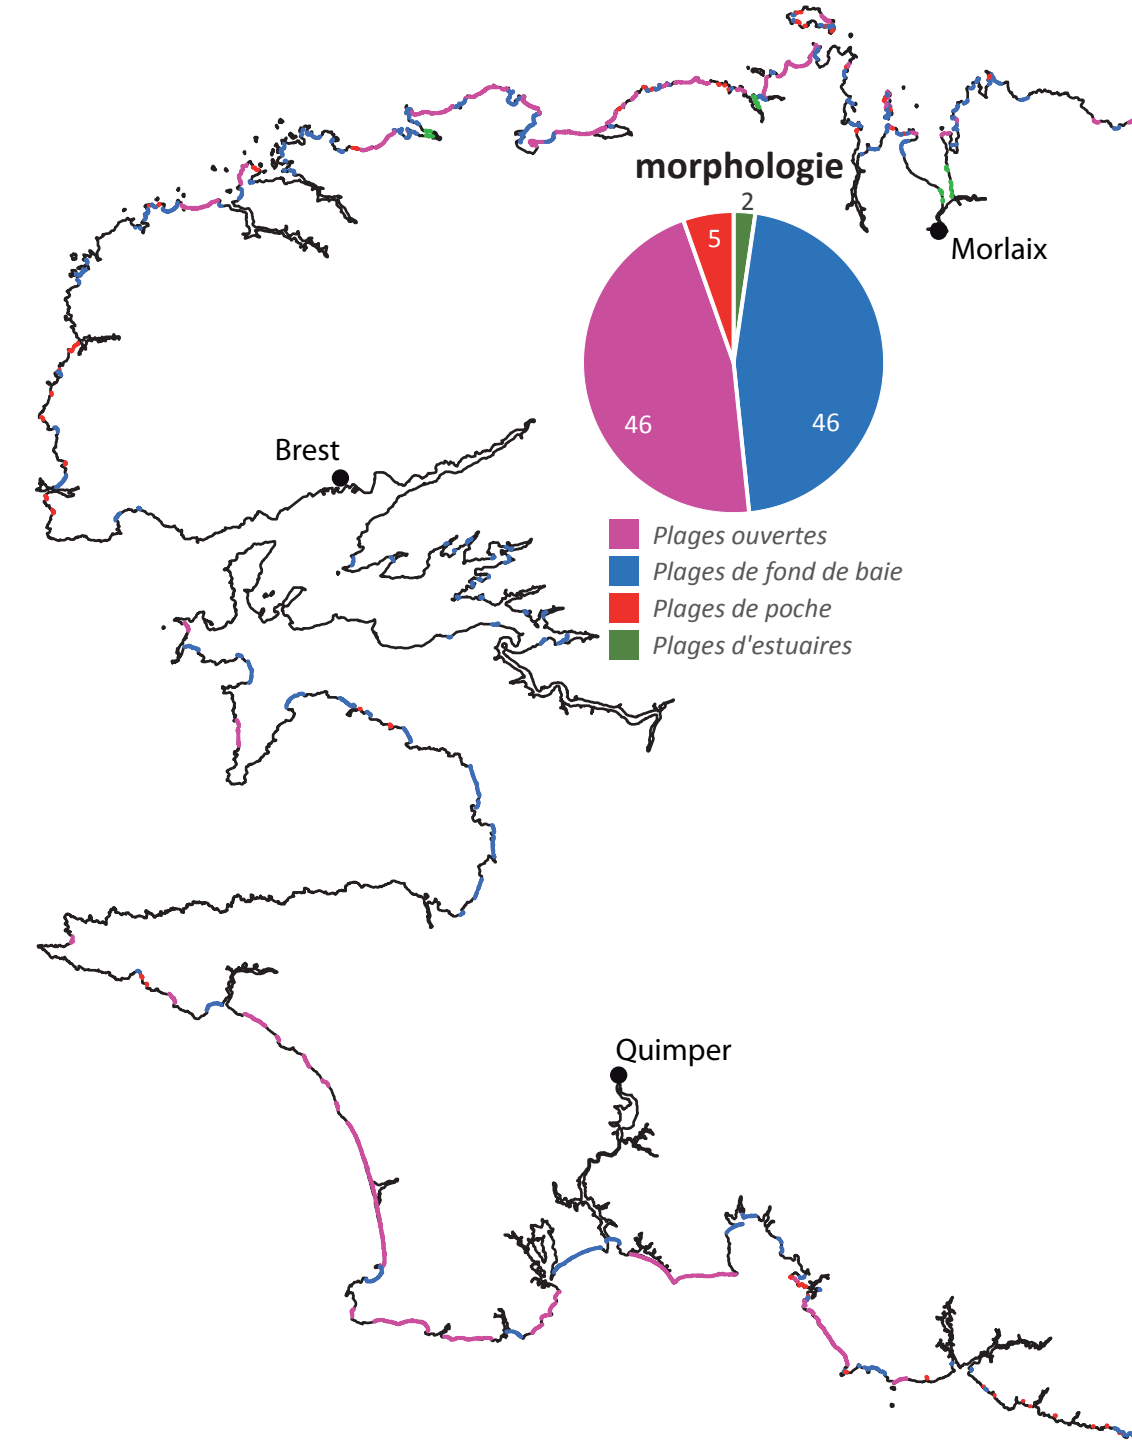 morphologie
2
5
Morlaix
46
46
Brest
Plages ouvertes
Plages de fond de baie
Plages de poche
Plages d'estuaires
Quimper